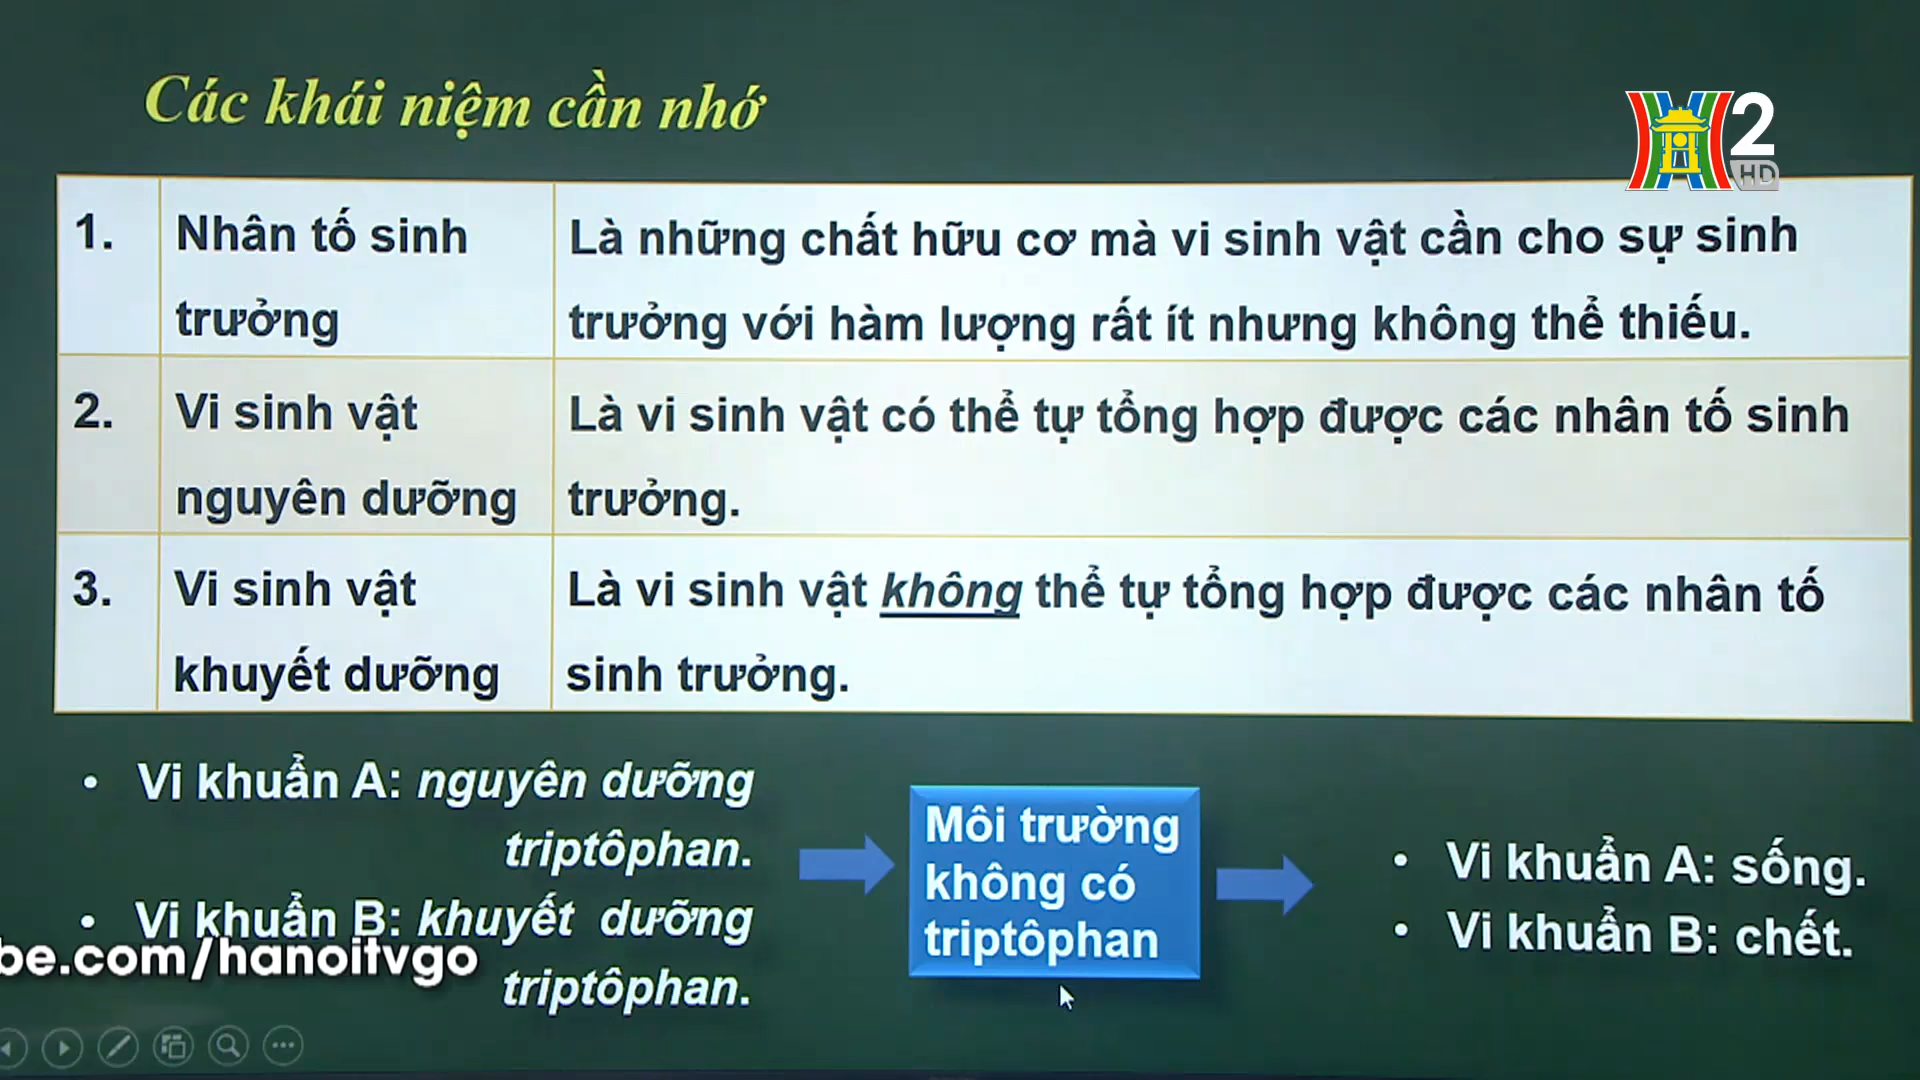 Các khái niệm cần nhớ
2
HD
1.
Nhân tố sinh
trưởng
Là những chất hữu cơ mà vi sinh vật cần cho sự sinh
trưởng với hàm lượng rất ít nhưng không thể thiếu.
2.
Vi sinh vật
nguyên dưỡng
Là vi sinh vật có thể tự tổng hợp được các nhân tố sinh
trưởng.
3.
Vi sinh vật
khuyết dưỡng
Là vi sinh vật không thể tự tổng hợp được các nhân tố
sinh trưởng.
• Vi khuẩn A: nguyên dưỡng
triptôphan.
• Vi khuẩn B: khuyết dưỡng
triptôphan.
be.com/hanoitvgo
Môi trường
không có
triptôphan
• Vi khuẩn A: sống.
• Vi khuẩn B: chết.